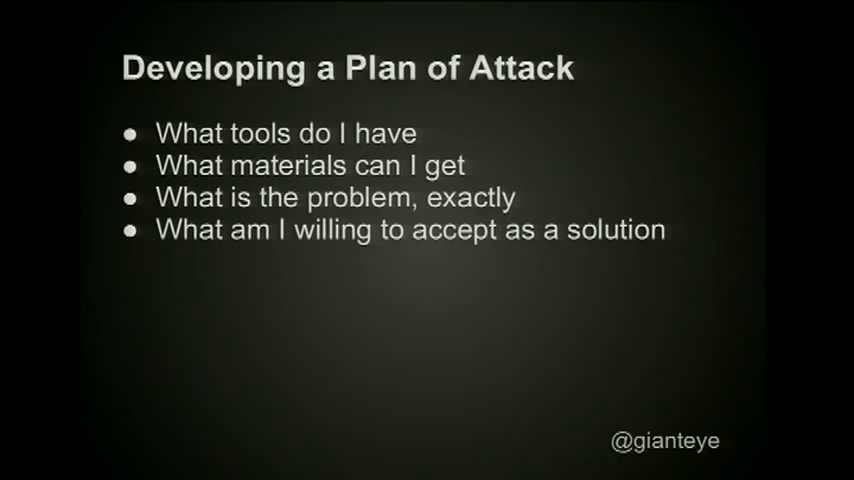 Developing a Plan of Attack
● What tools do I have
● What materials can I get
● What is the problem, exactly
● What am I willing to accept as a solution
@gianteye